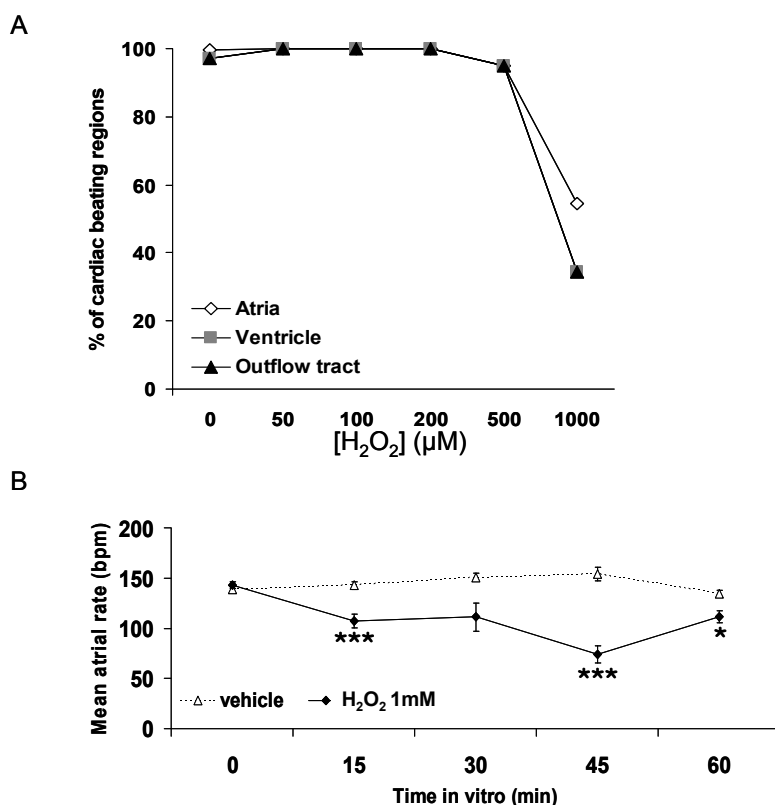 A
% of cardiac beating regions
100
80
60
40
20
0
Atria
Ventricle
Outflow tract
0 50 100 200 500 1000
[H₂O₂] (µM)
B
Mean atrial rate (bpm)
200
150
100
50
0
***
***
*
vehicle H₂O₂ 1mM
0 15 30 45 60
Time in vitro (min)